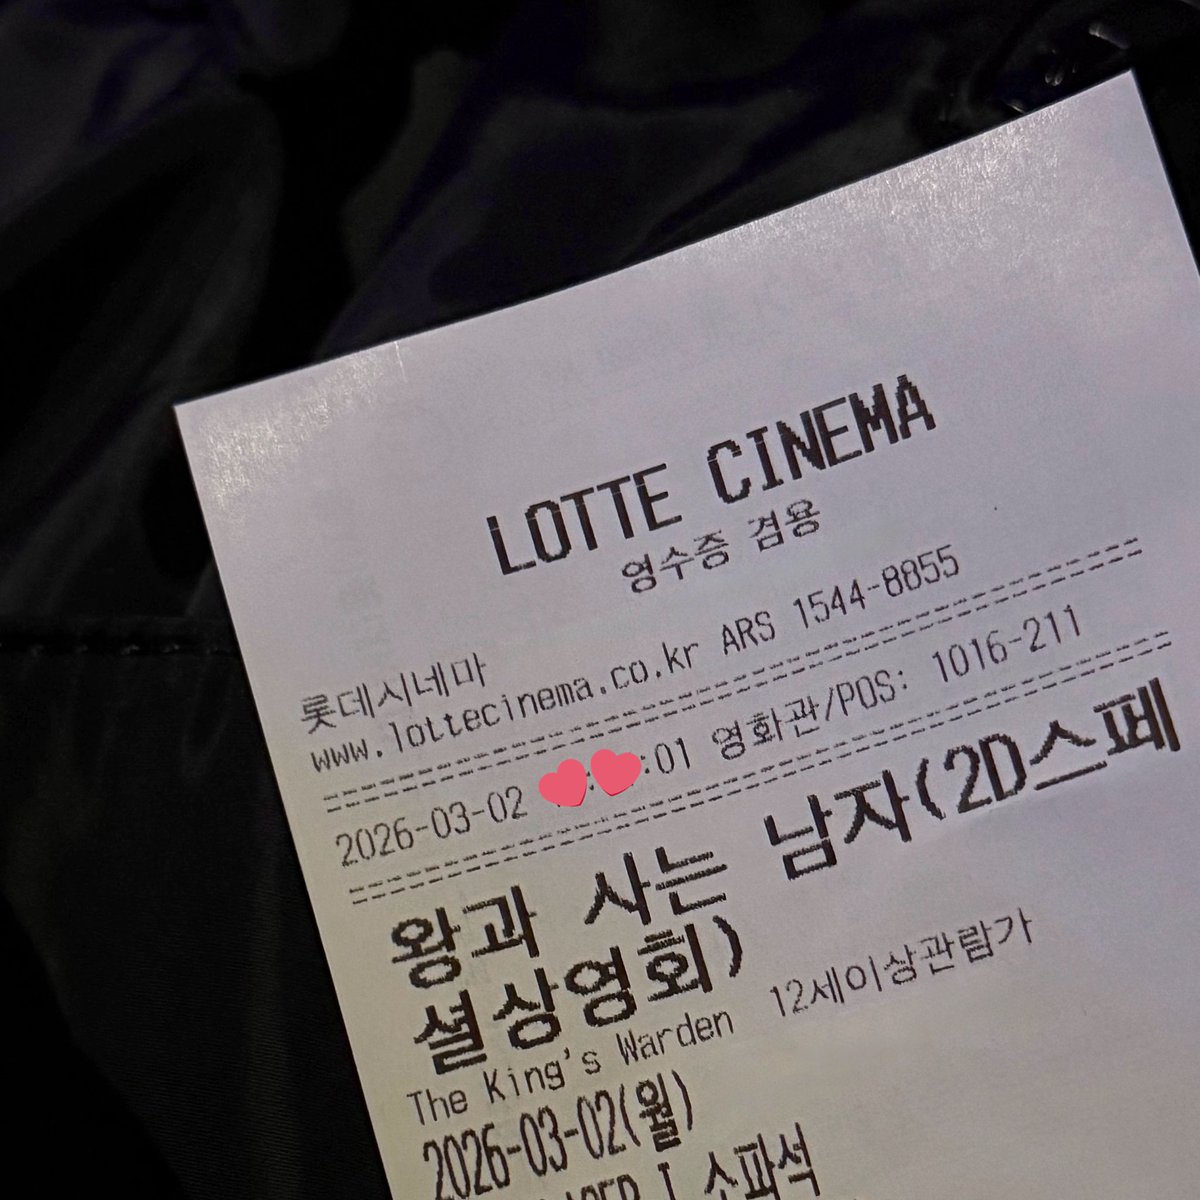 LOTTE CINEMA
영수증 겸용
롯데시네마
www.lottecinema.co.kr ARS 1544-8855
2026-03-02 :01 영화관/POS: 1016-211
왕과 사는 남자(2D스페
셜상영회)
The King's Warden 12세이상관람가
2026-03-02(월)
소파석